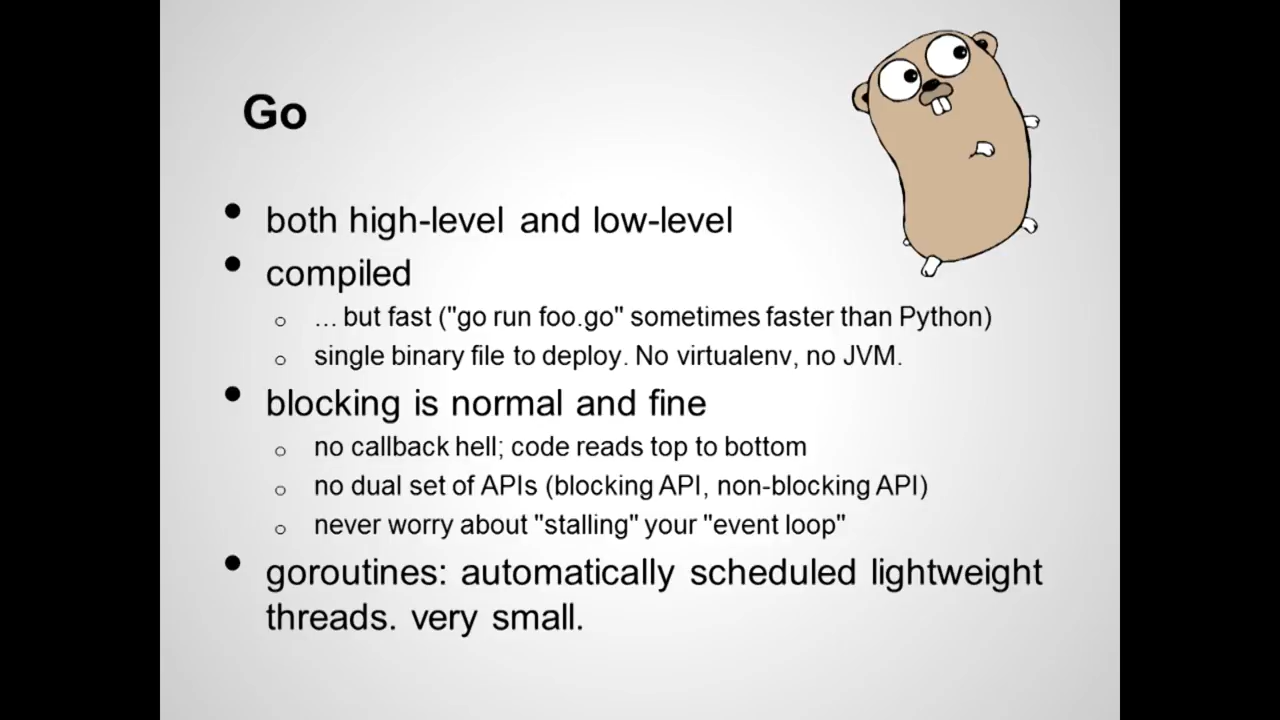 Go
• both high-level and low-level
• compiled
o ... but fast ("go run foo.go" sometimes faster than Python)
o single binary file to deploy. No virtualenv, no JVM.
• blocking is normal and fine
o no callback hell; code reads top to bottom
o no dual set of APIs (blocking API, non-blocking API)
o never worry about "stalling" your "event loop"
• goroutines: automatically scheduled lightweight
threads. very small.